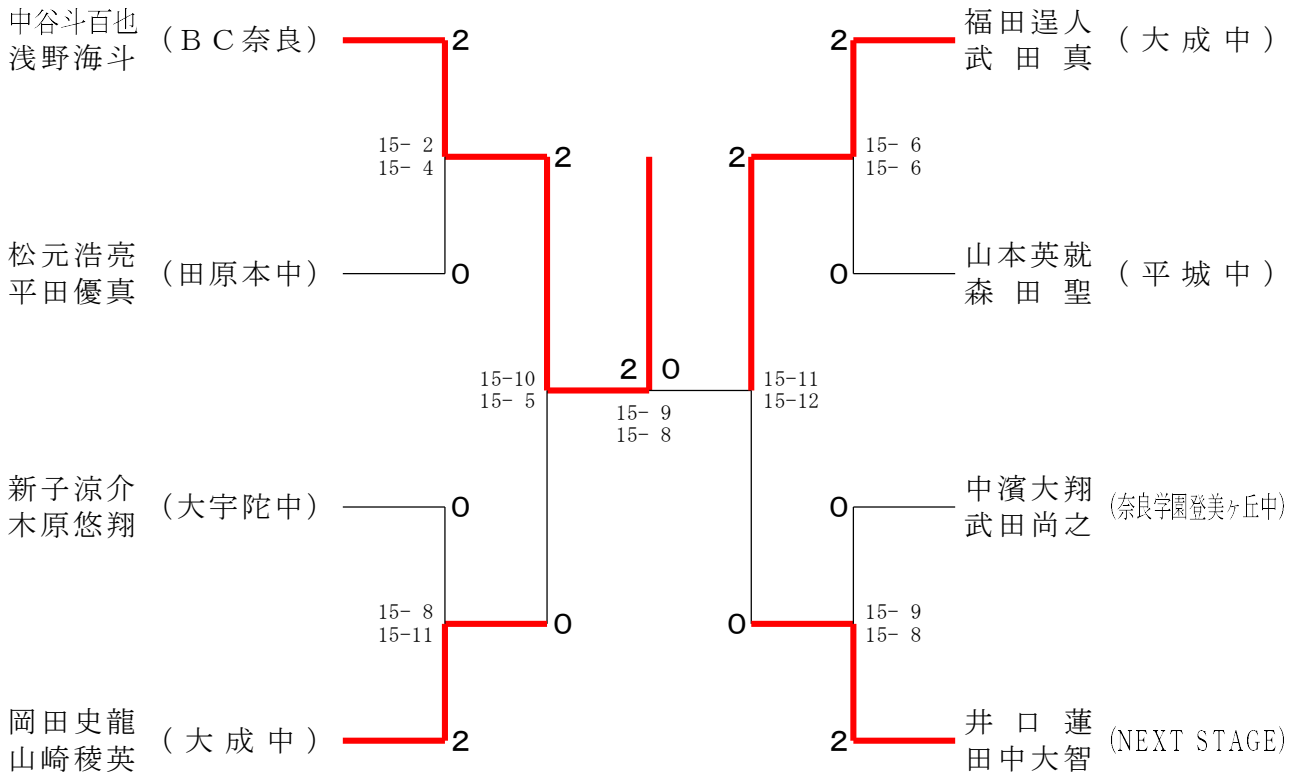 中谷斗百也
浅野海斗
（ＢＣ奈良）
2
2
福田逞人
武田真
（大成中）
15- 2
15- 4
2
2
15- 6
15- 6
松元浩亮
平田優真
（田原本中）
0
0
山本英就
森田聖
（平城中）
15-10
15- 5
2 0
15- 9
15- 8
15-11
15-12
新子涼介
木原悠翔
（大宇陀中）
0
0
中濱大翔
武田尚之
(奈良学園登美ヶ丘中)
15- 8
15-11
0
0
15- 9
15- 8
岡田史龍
山崎稜英
（大成中）
2
2
井口蓮
田中大智
(NEXT STAGE)